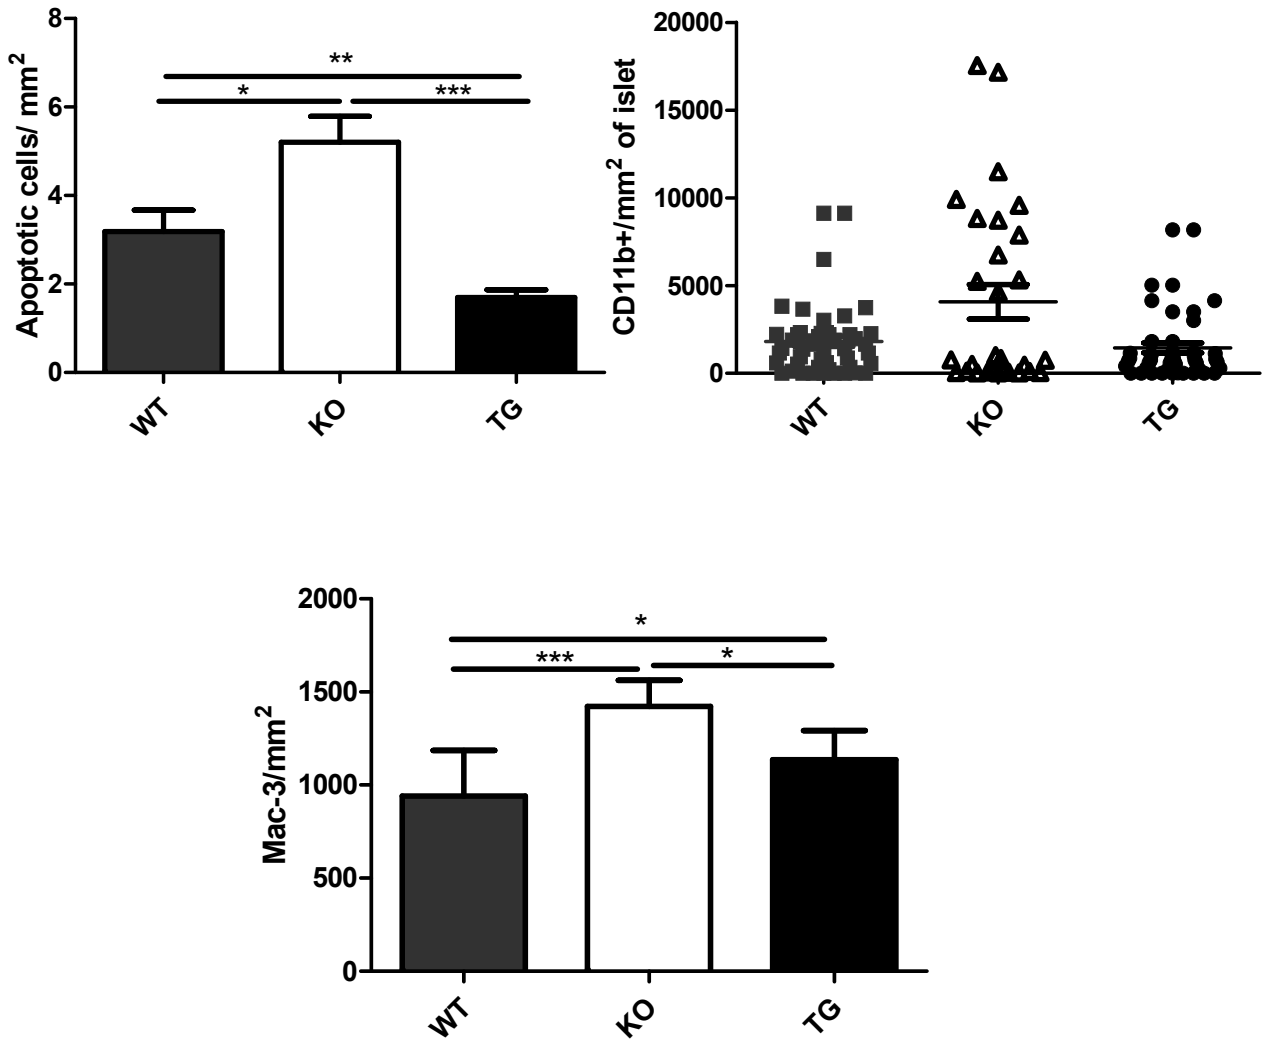 Apoptotic cells/ mm²
8
6
4
2
0
**
*
***
WT
KO
TG
CD11b+/mm² of islet
20000
15000
10000
5000
0
WT
KO
TG
Mac-3/mm²
2000
1500
1000
500
0
*
***
*
WT
KO
TG